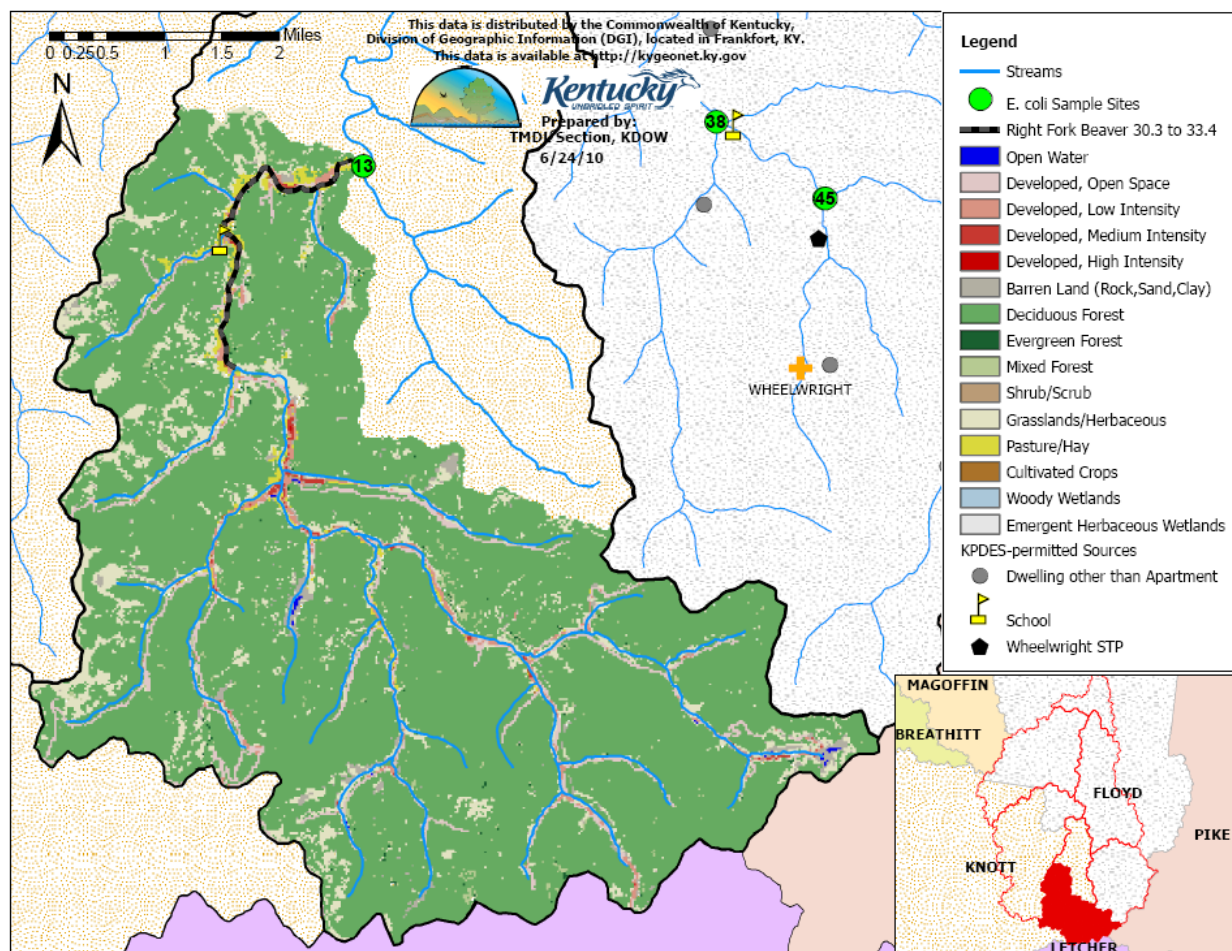 This data is distributed by the Commonwealth of Kentucky,
Division of Geographic Information (DGI), located in Frankfort, KY.
This data is available at http://kygeonet.ky.gov
Miles
0 0.25 0.5 1 1.5 2
N
Kentucky
UNBRIDLED SPIRIT
Prepared by:
TMDL Section, KDOW
6/24/10
13
38
45
WHEELWRIGHT
Legend
Streams
E. coli Sample Sites
Right Fork Beaver 30.3 to 33.4
Open Water
Developed, Open Space
Developed, Low Intensity
Developed, Medium Intensity
Developed, High Intensity
Barren Land (Rock,Sand,Clay)
Deciduous Forest
Evergreen Forest
Mixed Forest
Shrub/Scrub
Grasslands/Herbaceous
Pasture/Hay
Cultivated Crops
Woody Wetlands
Emergent Herbaceous Wetlands
KPDES-permitted Sources
Dwelling other than Apartment
School
Wheelwright STP
MAGOFFIN
BREATHITT
FLOYD
PIKE
KNOTT
LETCHER